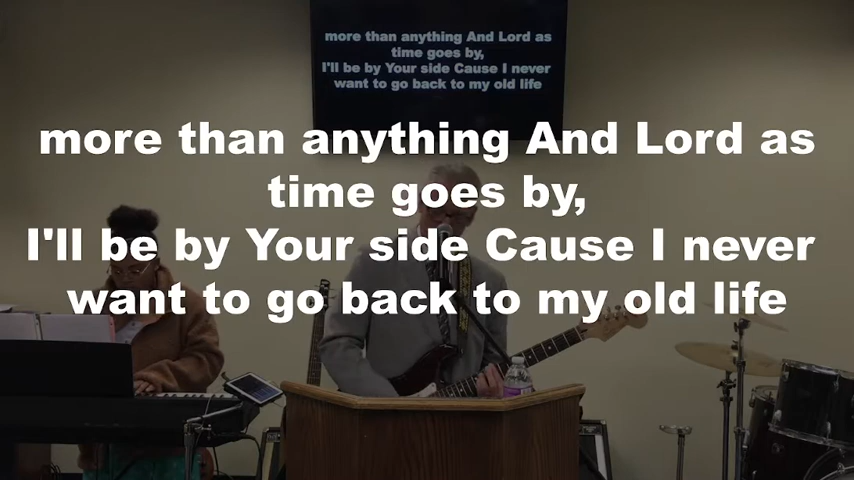 more than anything And Lord as
time goes by,
I'll be by Your side Cause I never
want to go back to my old life
more than anything And Lord as
time goes by,
I'll be by Your side Cause I never
want to go back to my old life